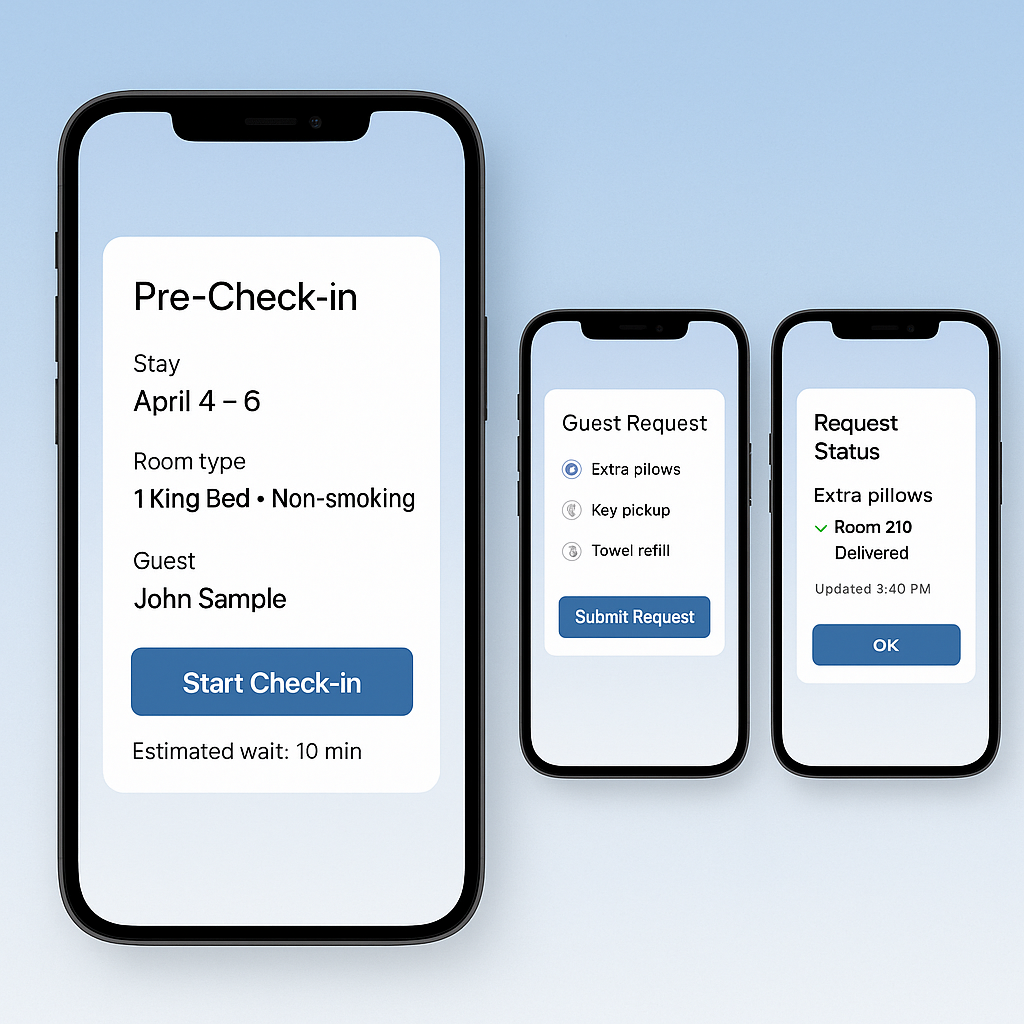 Pre-Check-in
Stay
April 4 – 6
Room type
1 King Bed • Non-smoking
Guest
John Sample
Start Check-in
Estimated wait: 10 min
Guest Request
Extra pilows
Key pickup
Towel refill
Submit Request
Request
Status
Extra pillows
Room 210
Delivered
Updated 3:40 PM
OK